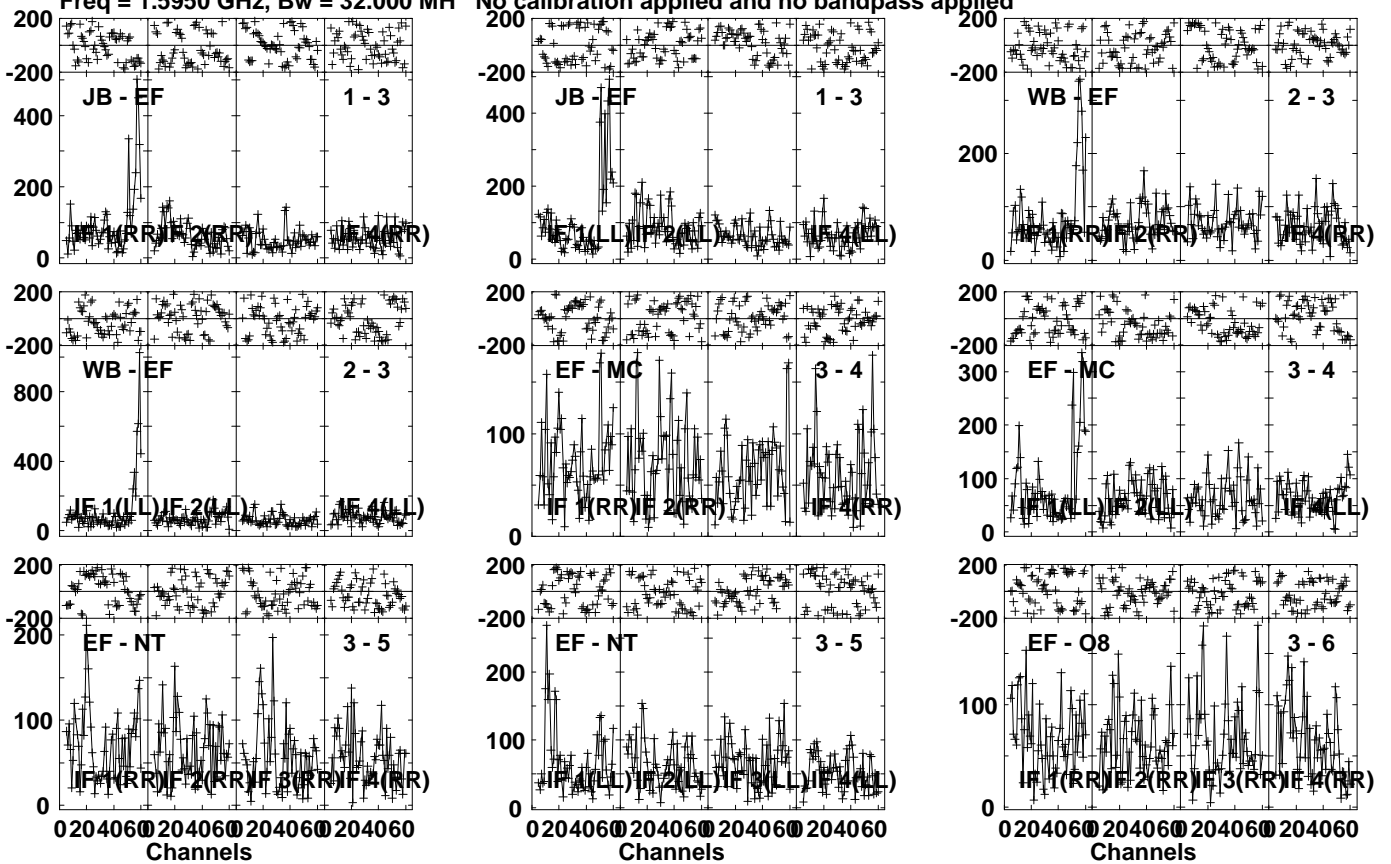 Freq = 1.5950 GHz, Bw = 32.000 MH No calibration applied and no bandpass applied
200 200 200
-200 -200 -200
JB - EF 1 - 3 JB - EF 1 - 3 WB - EF 2 - 3
400 400
200 200 200
IF 1(RR) IF 2(RR) IF 4(RR) IF 1(LL) IF 2(LL) IF 4(LL) IF 1(RR) IF 2(RR) IF 4(RR)
0 0 0
200 200 200
-200 -200 -200
WB - EF 2 - 3 EF - MC 3 - 4 EF - MC 3 - 4
300
800
200
100
400
100
IF 1(LL) IF 2(LL) IF 4(LL) IF 1(RR) IF 2(RR) IF 4(RR) IF 1(LL) IF 2(LL) IF 4(LL)
0 0 0
200 200 200
-200 -200 -200
200
EF - NT 3 - 5 EF - NT 3 - 5 EF - O8 3 - 6
200
100 100 100
IF 1(RR) IF 2(RR) IF 3(RR) IF 4(RR) IF 1(LL) IF 2(LL) IF 3(LL) IF 4(LL) IF 1(RR) IF 2(RR) IF 3(RR) IF 4(RR)
0 0 0
0 20 40 60 0 20 40 60 0 20 40 60 0 20 40 60 0 20 40 60 0 20 40 60 0 20 40 60 0 20 40 60 0 20 40 60 0 20 40 60 0 20 40 60 0 20 40 60
Channels Channels Channels